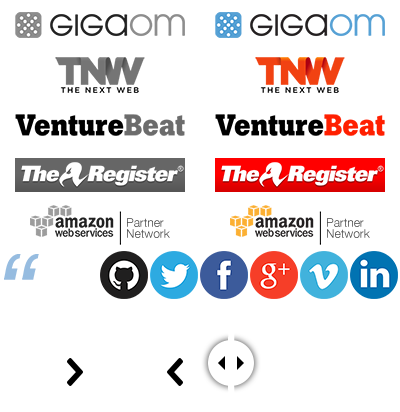 GIGAOM GIGAOM
TNW TNW
THE NEXT WEB THE NEXT WEB
VentureBeat VentureBeat
The Register® The Register®
amazon webservices Partner Network amazon webservices Partner Network
“ f g+ v in